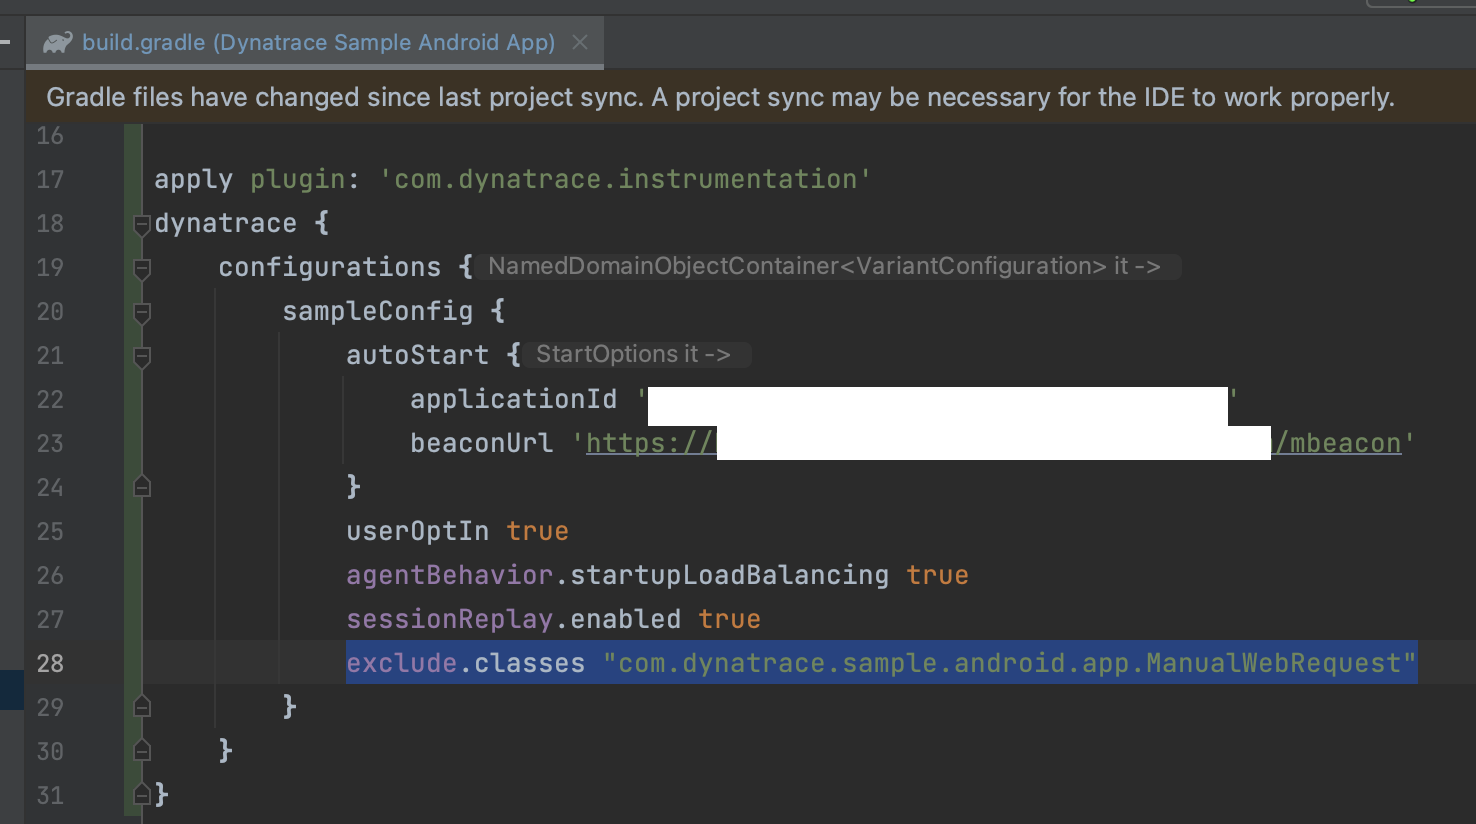 build.gradle (Dynatrace Sample Android App)
Gradle files have changed since last project sync. A project sync may be necessary for the IDE to work properly.
16
17 apply plugin: 'com.dynatrace.instrumentation'
18 dynatrace {
19 configurations { NamedDomainObjectContainer<VariantConfiguration> it ->
20 sampleConfig {
21 autoStart { StartOptions it ->
22 applicationId ' '
23 beaconUrl 'https:// /mbeacon'
24 }
25 userOptIn true
26 agentBehavior.startupLoadBalancing true
27 sessionReplay.enabled true
28 exclude.classes "com.dynatrace.sample.android.app.ManualWebRequest"
29 }
30 }
31 }